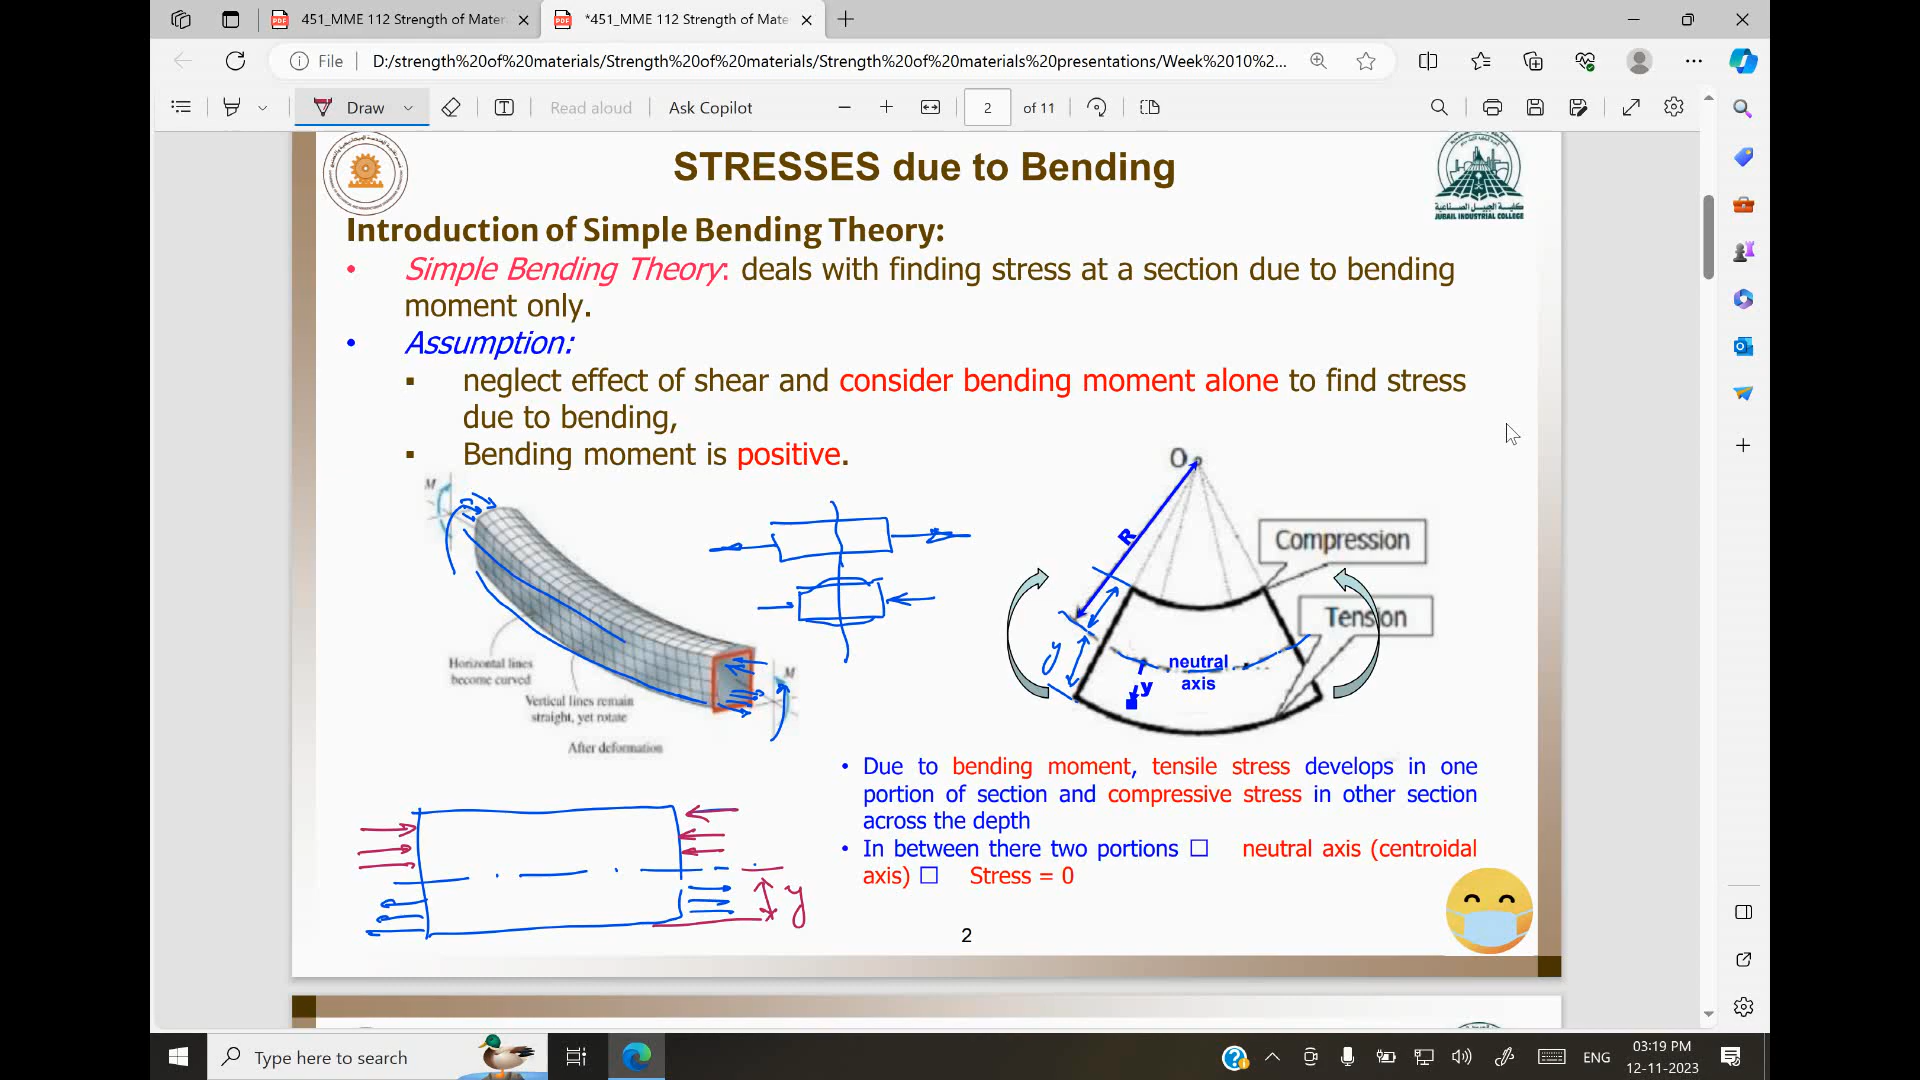 451_MME 112 Strength of Mater
*451_MME 112 Strength of Mate
File
D:/strength%20of%20materials/Strength%20of%20materials/Strength%20of%20materials%20presentations/Week%2010%2...
Draw
Read aloud
Ask Copilot
2
of 11
STRESSES due to Bending
كلية الجبيل الصناعية
JUBAIL INDUSTRIAL COLLEGE
Introduction of Simple Bending Theory:
• Simple Bending Theory: deals with finding stress at a section due to bending
moment only.
• Assumption:
▪ neglect effect of shear and consider bending moment alone to find stress
due to bending,
▪ Bending moment is positive.
M
O
R
Compression
Tension
y
neutral
axis
y
Horizontal lines
become curved
M
Vertical lines remain
straight, yet rotate
After deformation
• Due to bending moment, tensile stress develops in one
portion of section and compressive stress in other section
across the depth
• In between there two portions □ neutral axis (centroidal
axis) □ Stress = 0
y
2
Type here to search
ENG
03:19 PM
12-11-2023